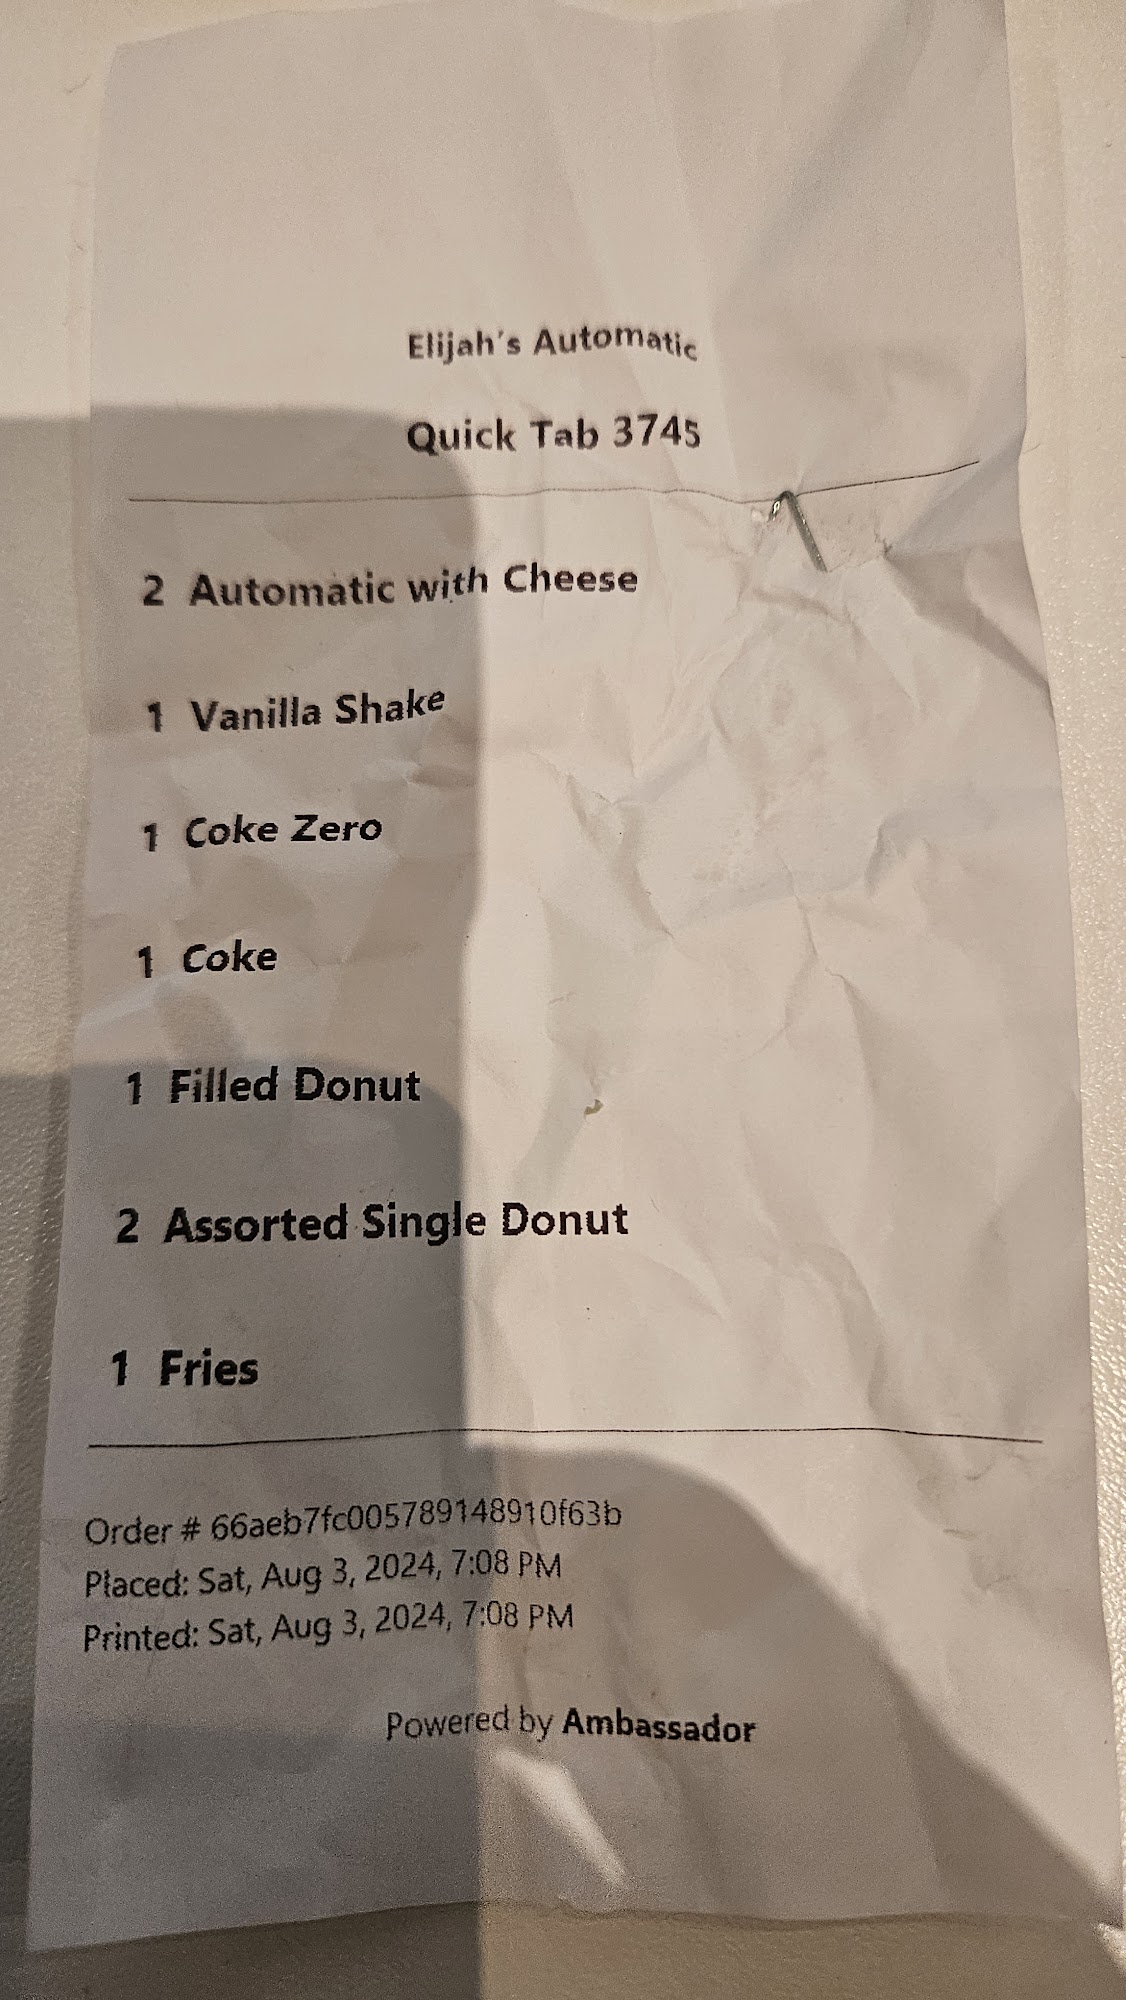 Elijah's Automatic
Quick Tab 3745
2 Automatic with Cheese
1 Vanilla Shake
1 Coke Zero
1 Coke
1 Filled Donut
2 Assorted Single Donut
1 Fries
Order # 66aeb7fc005789148910f63b
Placed: Sat, Aug 3, 2024, 7:08 PM
Printed: Sat, Aug 3, 2024, 7:08 PM
Powered by Ambassador